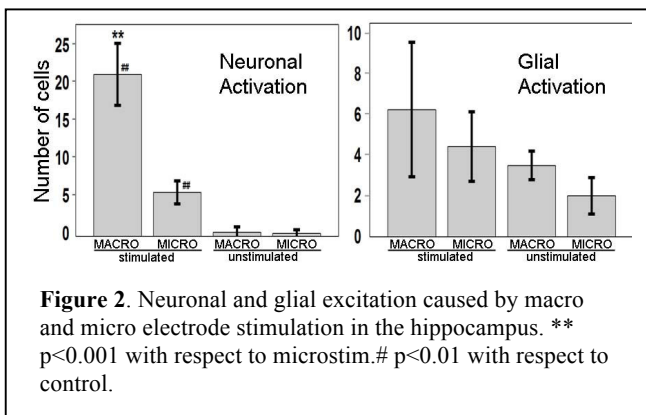 Number of cells
25
20
15
10
5
0
**
##
##
Neuronal
Activation
MACRO MICRO MACRO MICRO
stimulated unstimulated
10
8
6
4
2
0
Glial
Activation
MACRO MICRO MACRO MICRO
stimulated unstimulated
Figure 2. Neuronal and glial excitation caused by macro
and micro electrode stimulation in the hippocampus. **
p<0.001 with respect to microstim.# p<0.01 with respect to
control.